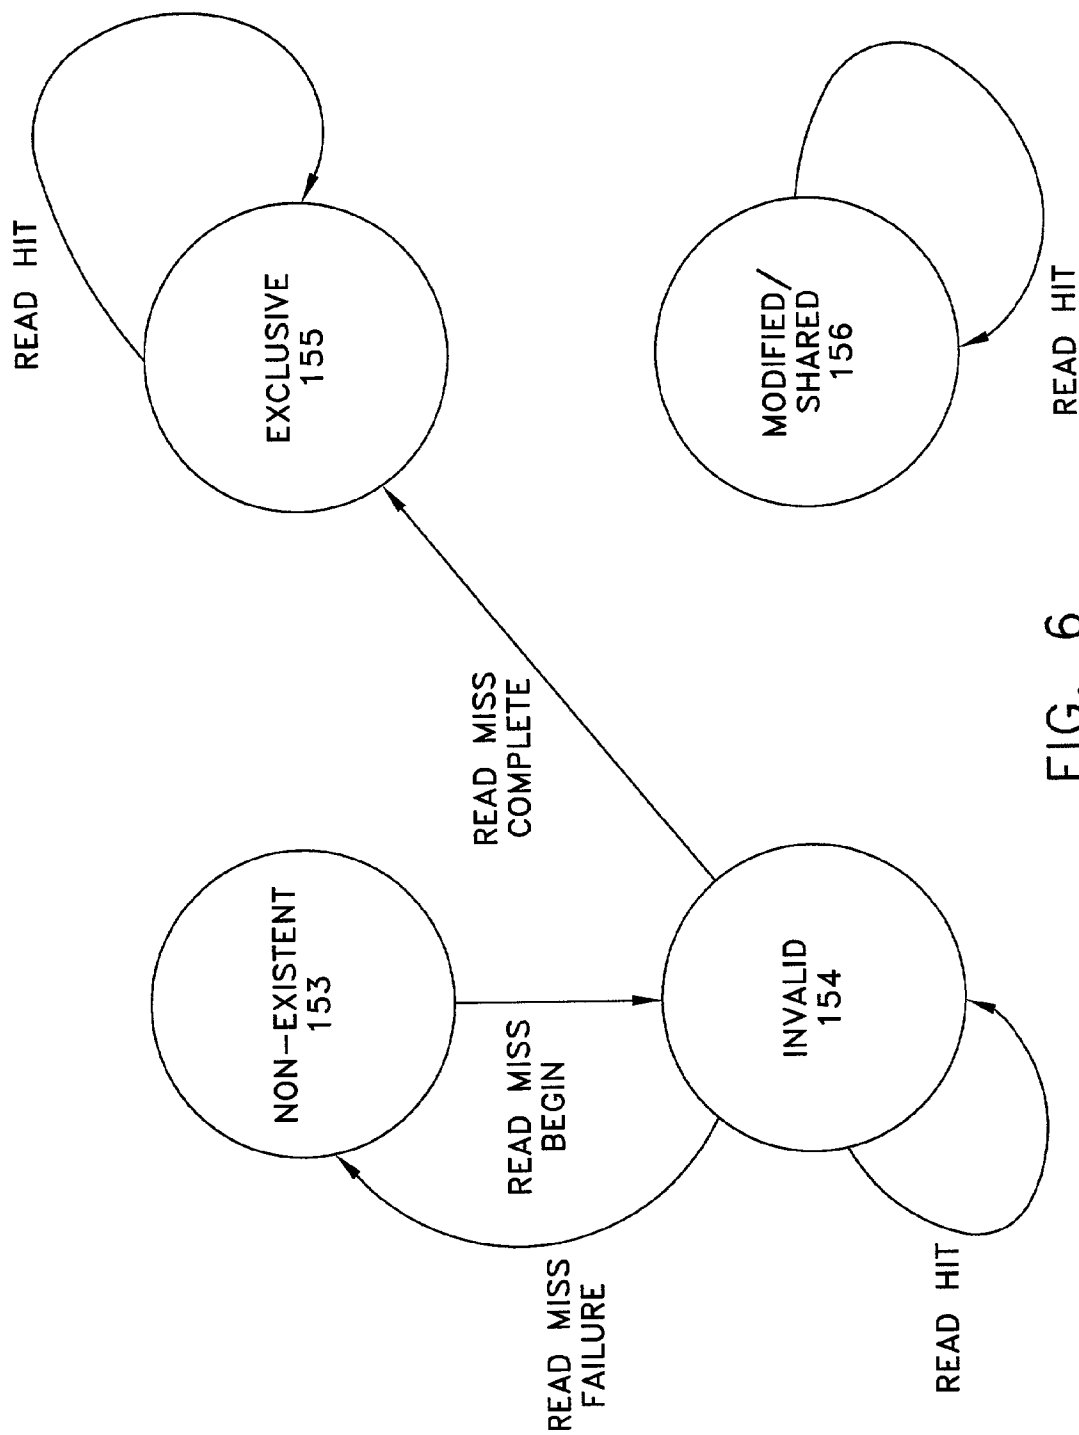 NON-EXISTENT
153
EXCLUSIVE
155
READ HIT
READ MISS
BEGIN
READ MISS
COMPLETE
READ MISS
FAILURE
INVALID
154
MODIFIED/
SHARED
156
READ HIT
READ HIT
FIG. 6